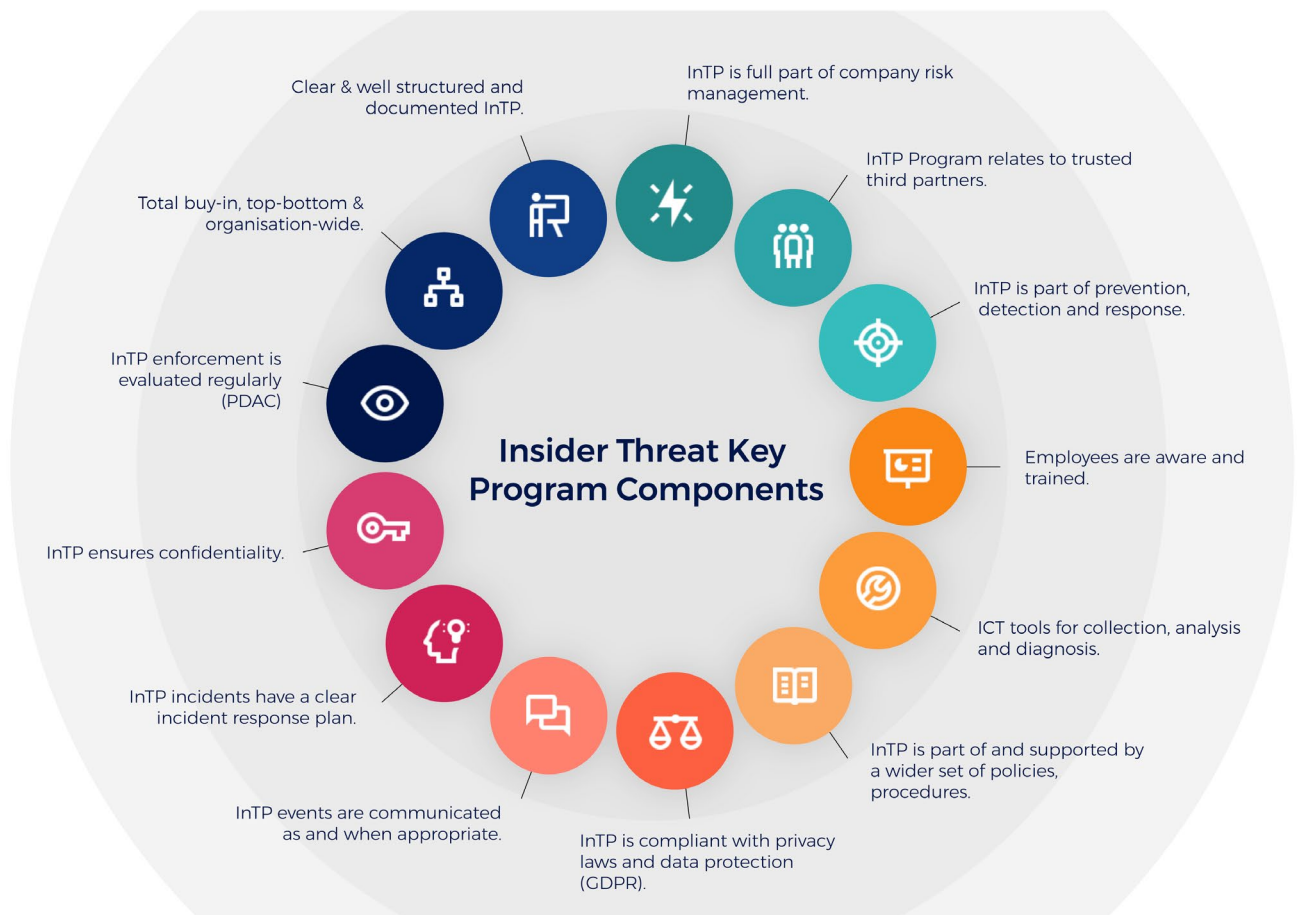 Insider Threat Key
Program Components
InTP is full part of company risk
management.
InTP Program relates to trusted
third partners.
InTP is part of prevention,
detection and response.
Employees are aware and
trained.
ICT tools for collection, analysis
and diagnosis.
InTP is part of and supported by
a wider set of policies,
procedures.
InTP is compliant with privacy
laws and data protection
(GDPR).
InTP events are communicated
as and when appropriate.
InTP incidents have a clear
incident response plan.
InTP ensures confidentiality.
InTP enforcement is
evaluated regularly
(PDAC)
Total buy-in, top-bottom &
organisation-wide.
Clear & well structured and
documented InTP.